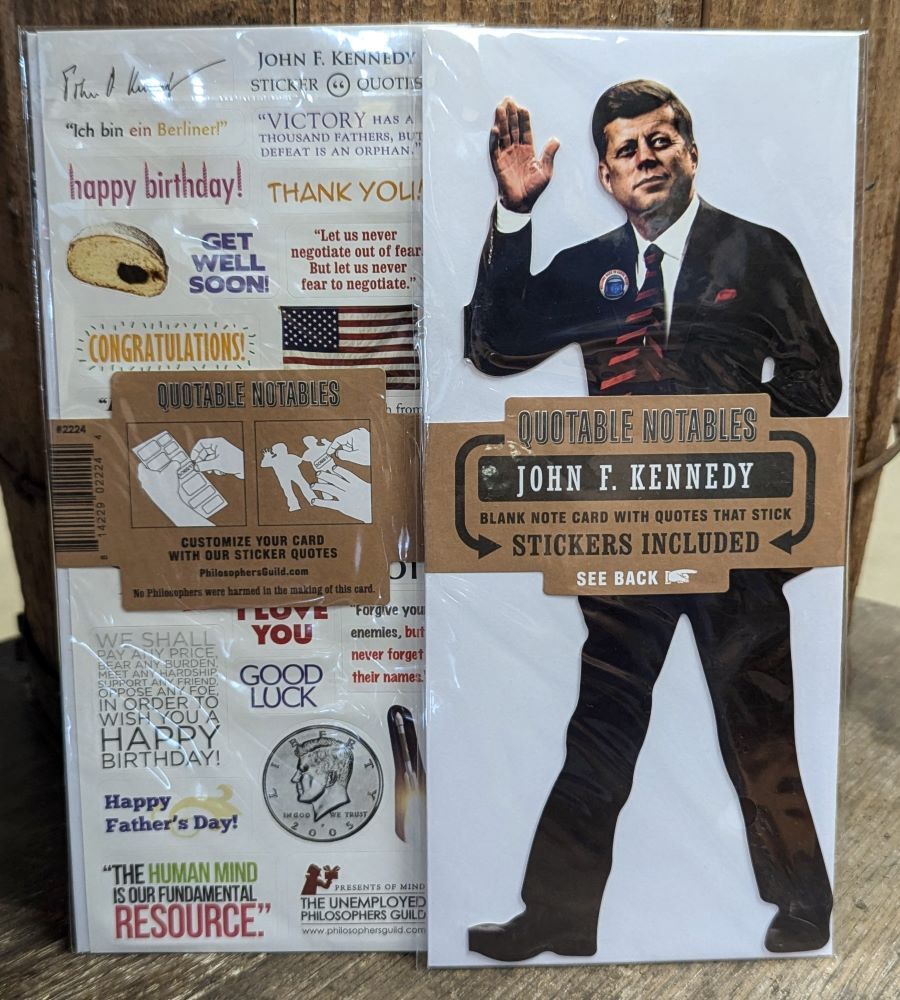 JOHN F. KENNEDY
STICKER QUOTES
"Ich bin ein Berliner!"
"VICTORY HAS A
THOUSAND FATHERS, BUT
DEFEAT IS AN ORPHAN."
happy birthday!
THANK YOU!
GET
WELL
SOON!
"Let us never
negotiate out of fear.
But let us never
fear to negotiate."
CONGRATULATIONS!
from
#2224
8 14229 02224 4
QUOTABLE NOTABLES
CUSTOMIZE YOUR CARD
WITH OUR STICKER QUOTES
PhilosophersGuild.com
No Philosophers were harmed in the making of this card.
I LOVE
YOU
"Forgive your
enemies, but
never forget
their names."
WE SHALL
PAY ANY PRICE,
BEAR ANY BURDEN,
MEET ANY HARDSHIP,
SUPPORT ANY FRIEND,
OPPOSE ANY FOE,
IN ORDER TO
WISH YOU A
HAPPY
BIRTHDAY!
GOOD
LUCK
LIBERTY
IN GOD WE TRUST
2005
Happy
Father's Day!
"THE HUMAN MIND
IS OUR FUNDAMENTAL
RESOURCE."
PRESENTS OF MIND
THE UNEMPLOYED
PHILOSOPHERS GUILD
www.philosophersguild.com
QUOTABLE NOTABLES
JOHN F. KENNEDY
BLANK NOTE CARD WITH QUOTES THAT STICK
STICKERS INCLUDED
SEE BACK